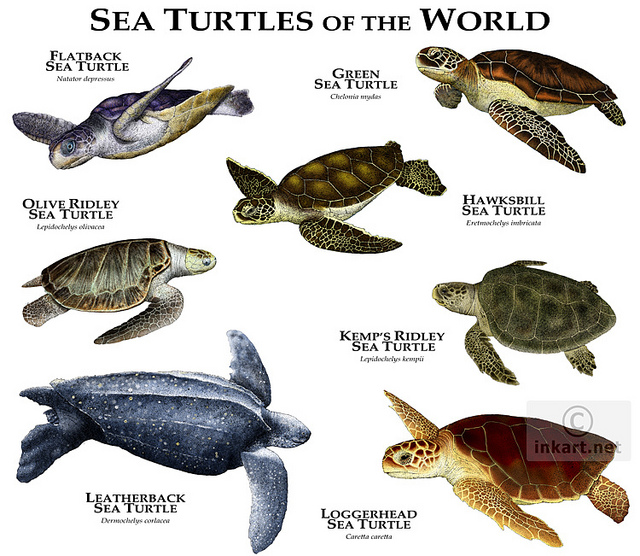 Sea Turtles of the World
Flatback
Sea Turtle
Natator depressus
Green
Sea Turtle
Chelonia mydas
Olive Ridley
Sea Turtle
Lepidochelys olivacea
Hawksbill
Sea Turtle
Eretmochelys imbricata
Kemp's Ridley
Sea Turtle
Lepidochelys kempii
Leatherback
Sea Turtle
Dermochelys coriacea
Loggerhead
Sea Turtle
Caretta caretta
©
inkart.net